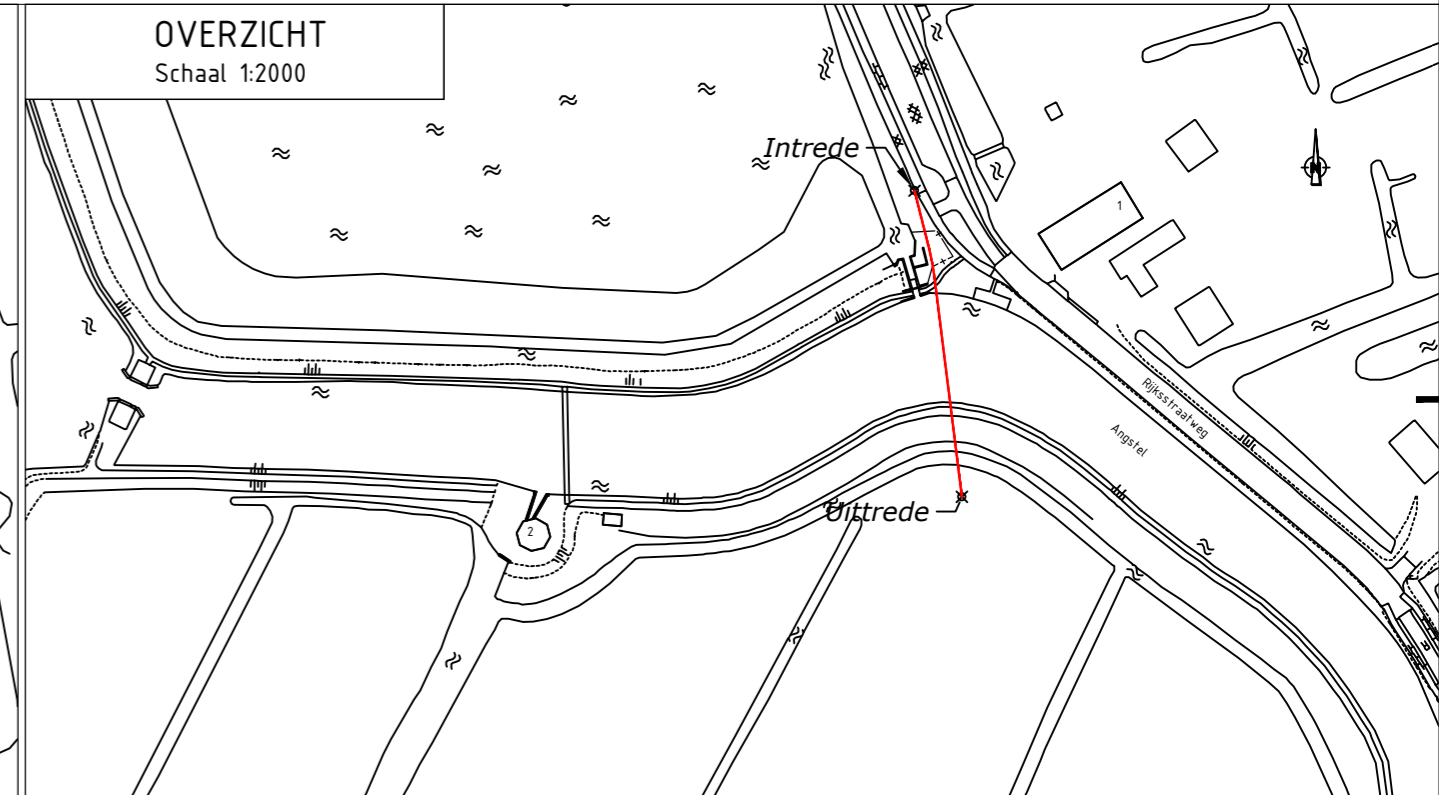 OVERZICHT
Schaal 1:2000
Intrede
N
1
Rijksstraatweg
Angstel
Uittrede
2